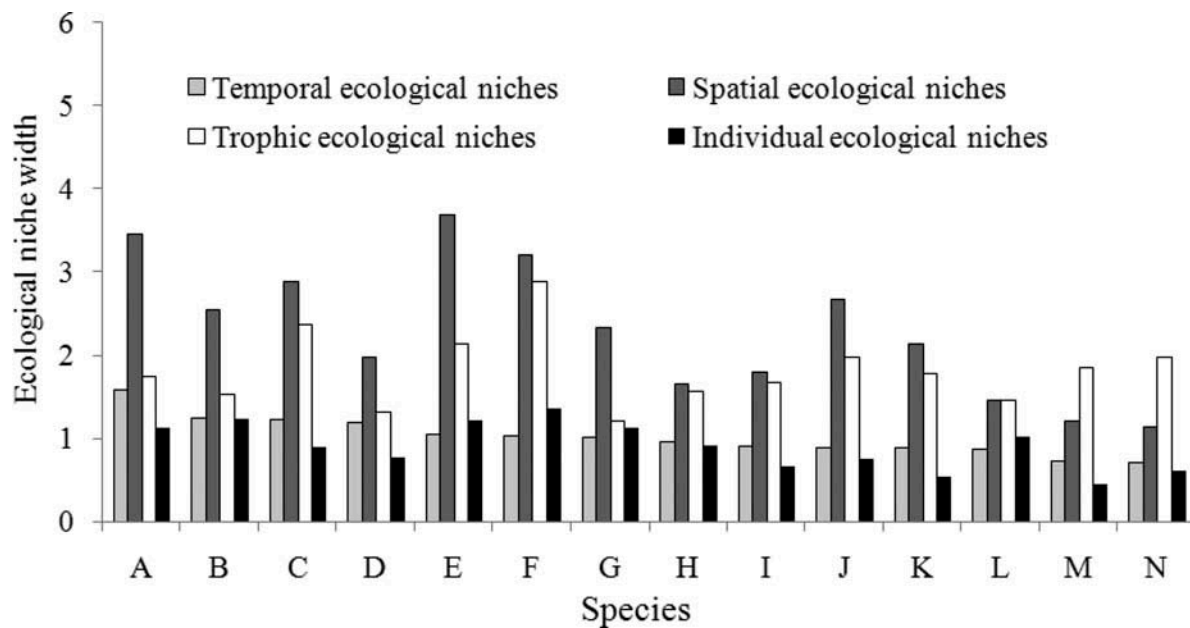 6
5
4
3
2
1
0
Ecological niche width
Temporal ecological niches
Spatial ecological niches
Trophic ecological niches
Individual ecological niches
A B C D E F G H I J K L M N
Species